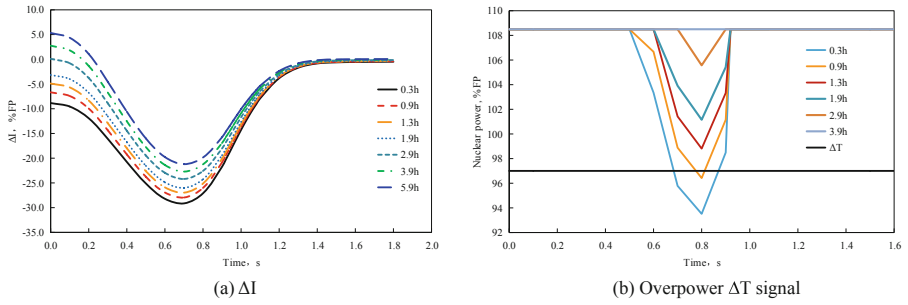 10.0
5.0
0.0
-5.0
-10.0
-15.0
-20.0
-25.0
-30.0
-35.0
ΔI, %FP
0.0 0.2 0.4 0.6 0.8 1.0 1.2 1.4 1.6 1.8 2.0
Time, s
0.3h
0.9h
1.3h
1.9h
2.9h
3.9h
5.9h
(a) ΔI
110
108
106
104
102
100
98
96
94
92
Nuclear power, %FP
0.0 0.2 0.4 0.6 0.8 1.0 1.2 1.4 1.6
Time, s
0.3h
0.9h
1.3h
1.9h
2.9h
3.9h
ΔT
(b) Overpower ΔT signal